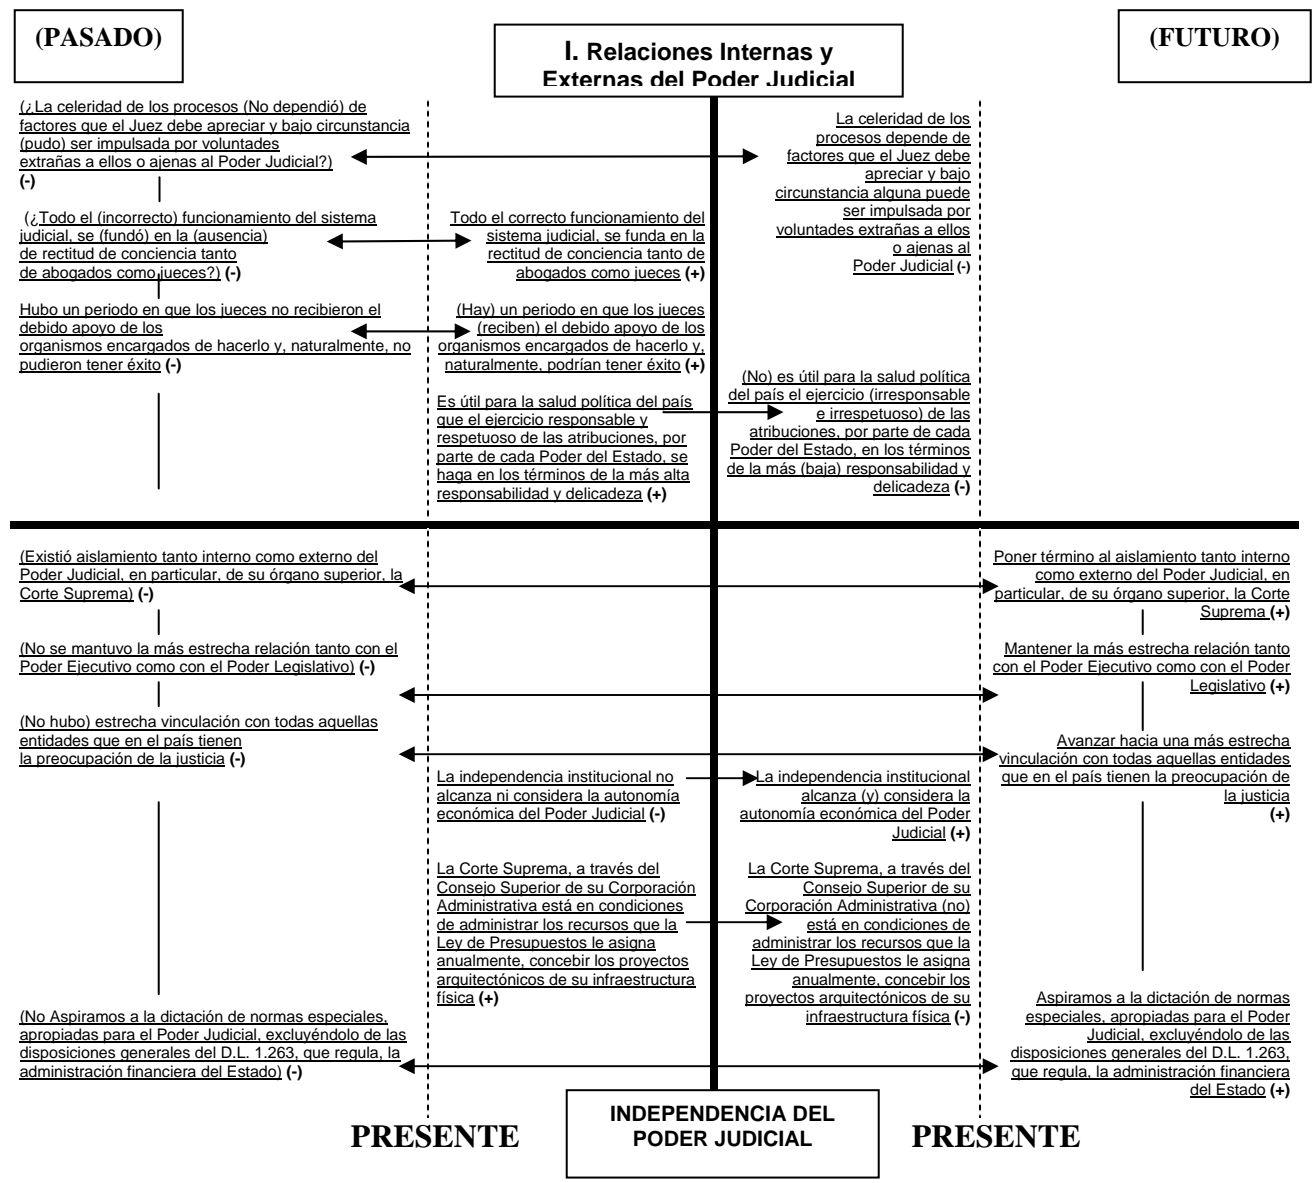 (PASADO)
I. Relaciones Internas y
Externas del Poder Judicial
(FUTURO)
(¿La celeridad de los procesos (No dependió) de
factores que el Juez debe apreciar y bajo circunstancia
(pudo) ser impulsada por voluntades
extrañas a ellos o ajenas al Poder Judicial?)
(-)
La celeridad de los
procesos depende de
factores que el Juez debe
apreciar y bajo
circunstancia alguna puede
ser impulsada por
voluntades extrañas a ellos
o ajenas al
Poder Judicial (-)
(¿Todo el (incorrecto) funcionamiento del sistema
judicial, se (fundó) en la (ausencia)
de rectitud de conciencia tanto
de abogados como jueces?) (-)
Todo el correcto funcionamiento del
sistema judicial, se funda en la
rectitud de conciencia tanto de
abogados como jueces (+)
Hubo un periodo en que los jueces no recibieron el
debido apoyo de los
organismos encargados de hacerlo y, naturalmente, no
pudieron tener éxito (-)
(Hay) un periodo en que los jueces
(reciben) el debido apoyo de los
organismos encargados de hacerlo y,
naturalmente, podrían tener éxito (+)
Es útil para la salud política del país
que el ejercicio responsable y
respetuoso de las atribuciones, por
parte de cada Poder del Estado, se
haga en los términos de la más alta
responsabilidad y delicadeza (+)
(No) es útil para la salud política
del país el ejercicio (irresponsable
e irrespetuoso) de las
atribuciones, por parte de cada
Poder del Estado, en los términos
de la más (baja) responsabilidad y
delicadeza (-)
(Existió aislamiento tanto interno como externo del
Poder Judicial, en particular, de su órgano superior, la
Corte Suprema) (-)
Poner término al aislamiento tanto interno
como externo del Poder Judicial, en
particular, de su órgano superior, la Corte
Suprema (+)
(No se mantuvo la más estrecha relación tanto con el
Poder Ejecutivo como con el Poder Legislativo) (-)
Mantener la más estrecha relación tanto
con el Poder Ejecutivo como con el Poder
Legislativo (+)
(No hubo) estrecha vinculación con todas aquellas
entidades que en el país tienen
la preocupación de la justicia (-)
Avanzar hacia una más estrecha
vinculación con todas aquellas entidades
que en el país tienen la preocupación de
la justicia
(+)
La independencia institucional no
alcanza ni considera la autonomía
económica del Poder Judicial (-)
La independencia institucional
alcanza (y) considera la
autonomía económica del Poder
Judicial (+)
La Corte Suprema, a través del
Consejo Superior de su Corporación
Administrativa está en condiciones
de administrar los recursos que la
Ley de Presupuestos le asigna
anualmente, concebir los proyectos
arquitectónicos de su infraestructura
física (+)
La Corte Suprema, a través del
Consejo Superior de su
Corporación Administrativa (no)
está en condiciones de
administrar los recursos que la
Ley de Presupuestos le asigna
anualmente, concebir los
proyectos arquitectónicos de su
infraestructura física (-)
(No Aspiramos a la dictación de normas especiales,
apropiadas para el Poder Judicial, excluyéndolo de las
disposiciones generales del D.L. 1.263, que regula, la
administración financiera del Estado) (-)
Aspiramos a la dictación de normas
especiales, apropiadas para el Poder
Judicial, excluyéndolo de las
disposiciones generales del D.L. 1.263,
que regula, la administración financiera
del Estado (+)
PRESENTE
INDEPENDENCIA DEL
PODER JUDICIAL
PRESENTE